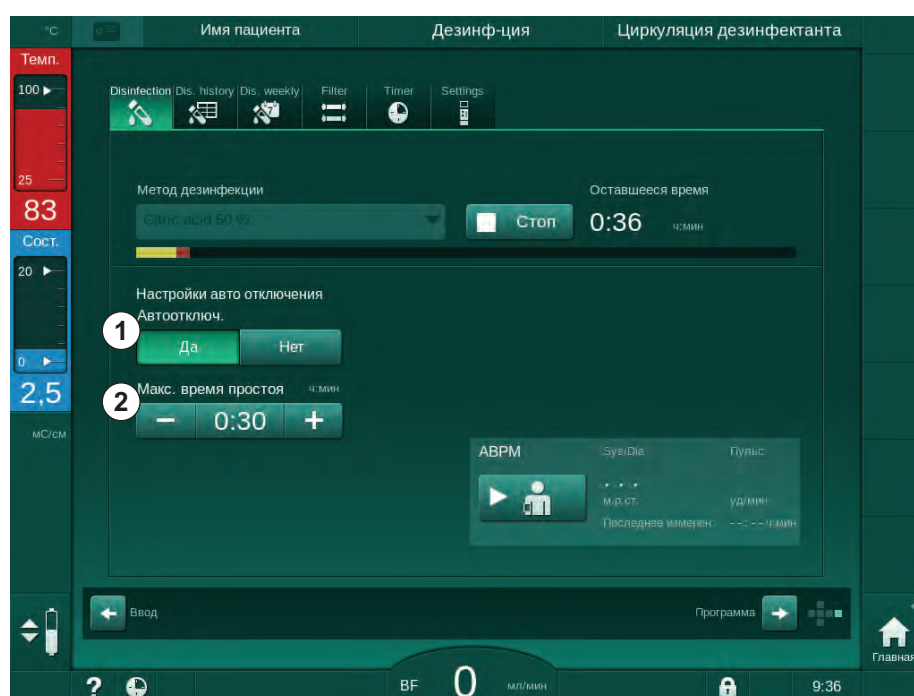 °C Имя пациента Дезинф-ция Циркуляция дезинфектанта
Темп.
100
25
83
Сост.
20
0
2,5
мС/см
Disinfection Dis. history Dis. weekly Filter Timer Settings
Метод дезинфекции Оставшееся время
Citric acid 50 % Стоп 0:36 ч:мин
Настройки авто отключения
Автоотключ.
1 Да Нет
Макс. время простоя ч:мин
2 − 0:30 +
ABPM Sys/Dia Пульс
. . .
м.р.ст. уд/мин
Последнее измерен: --:-- ч:мин
Ввод Программа
Главная
? BF 0 мл/мин 9:36